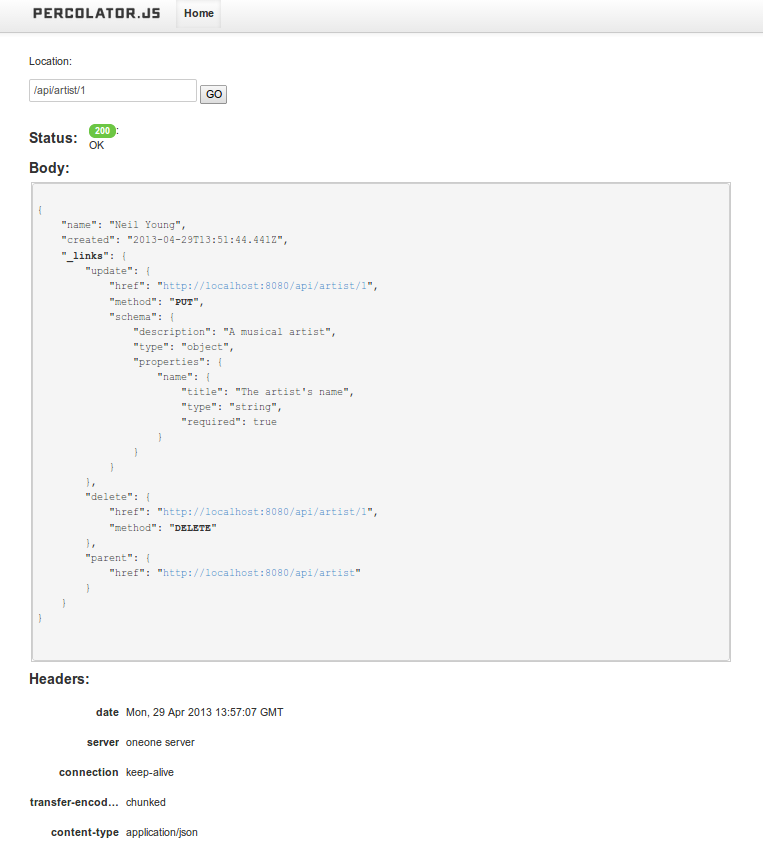 PERCOLATOR.JS Home
Location:
/api/artist/1 GO
Status: 200 :
OK
Body:
{
    "name": "Neil Young",
    "created": "2013-04-29T13:51:44.441Z",
    "_links": {
        "update": {
            "href": "http://localhost:8080/api/artist/1",
            "method": "PUT",
            "schema": {
                "description": "A musical artist",
                "type": "object",
                "properties": {
                    "name": {
                        "title": "The artist's name",
                        "type": "string",
                        "required": true
                    }
                }
            }
        },
        "delete": {
            "href": "http://localhost:8080/api/artist/1",
            "method": "DELETE"
        },
        "parent": {
            "href": "http://localhost:8080/api/artist"
        }
    }
}
Headers:
date Mon, 29 Apr 2013 13:57:07 GMT
server oneone server
connection keep-alive
transfer-encod... chunked
content-type application/json